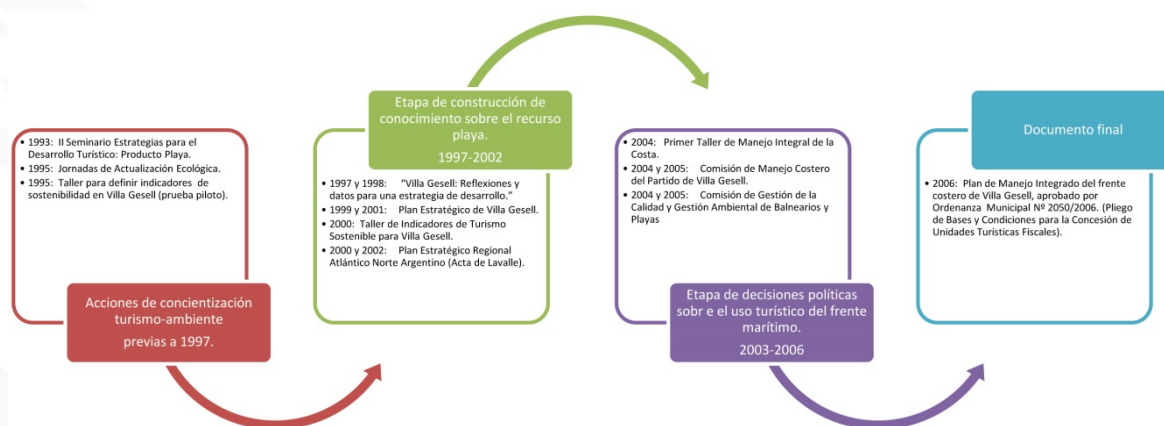 • 1993: II Seminario Estrategias para el
Desarrollo Turístico: Producto Playa.
• 1995: Jornadas de Actualización Ecológica.
• 1995: Taller para definir indicadores de
sostenibilidad en Villa Gesell (prueba piloto).
Acciones de concientización
turismo-ambiente
previas a 1997.
Etapa de construcción de
conocimiento sobre el recurso
playa.
1997-2002
• 1997 y 1998: "Villa Gesell: Reflexiones y
datos para una estrategia de desarrollo."
• 1999 y 2001: Plan Estratégico de Villa Gesell.
• 2000: Taller de Indicadores de Turismo
Sostenible para Villa Gesell.
• 2000 y 2002: Plan Estratégico Regional
Atlántico Norte Argentino (Acta de Lavalle).
• 2004: Primer Taller de Manejo Integral de la
Costa.
• 2004 y 2005: Comisión de Manejo Costero
del Partido de Villa Gesell.
• 2004 y 2005: Comisión de Gestión de la
Calidad y Gestión Ambiental de Balnearios y
Playas
Etapa de decisiones políticas
sobr e el uso turístico del frente
marítimo.
2003-2006
Documento final
• 2006: Plan de Manejo Integrado del frente
costero de Villa Gesell, aprobado por
Ordenanza Municipal Nº 2050/2006. (Pliego
de Bases y Condiciones para la Concesión de
Unidades Turísticas Fiscales).